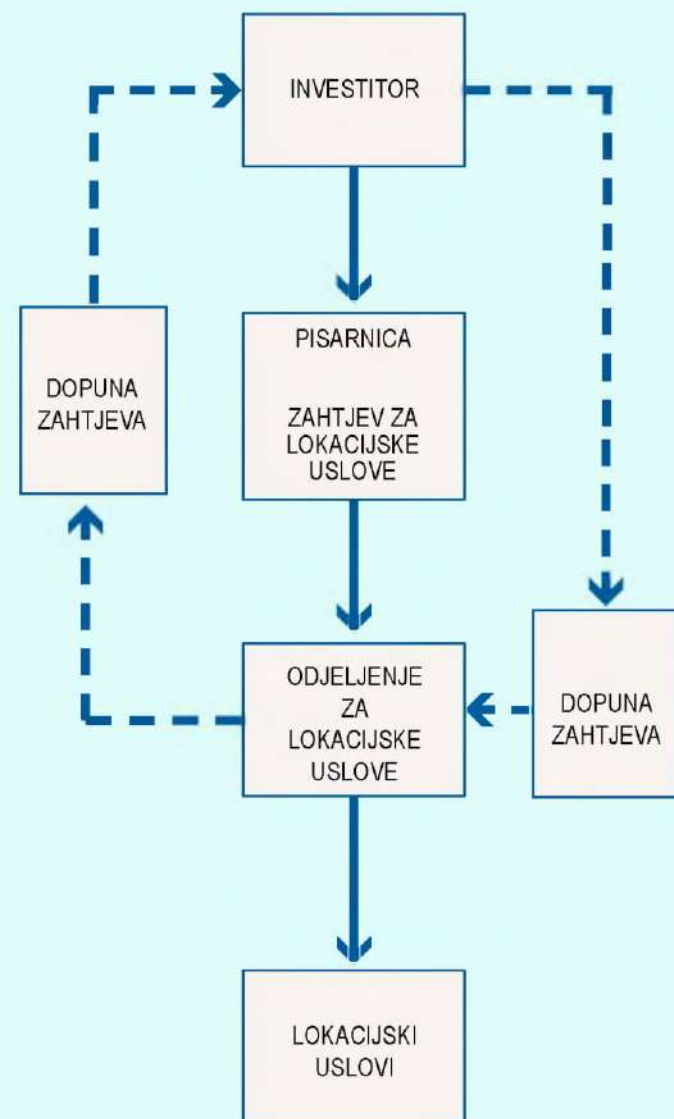 INVESTITOR
PISARNICA
ZAHTJEV ZA
LOKACIJSKE
USLOVE
DOPUNA
ZAHTJEVA
ODJELJENJE
ZA
LOKACIJSKE
USLOVE
DOPUNA
ZAHTJEVA
LOKACIJSKI
USLOVI